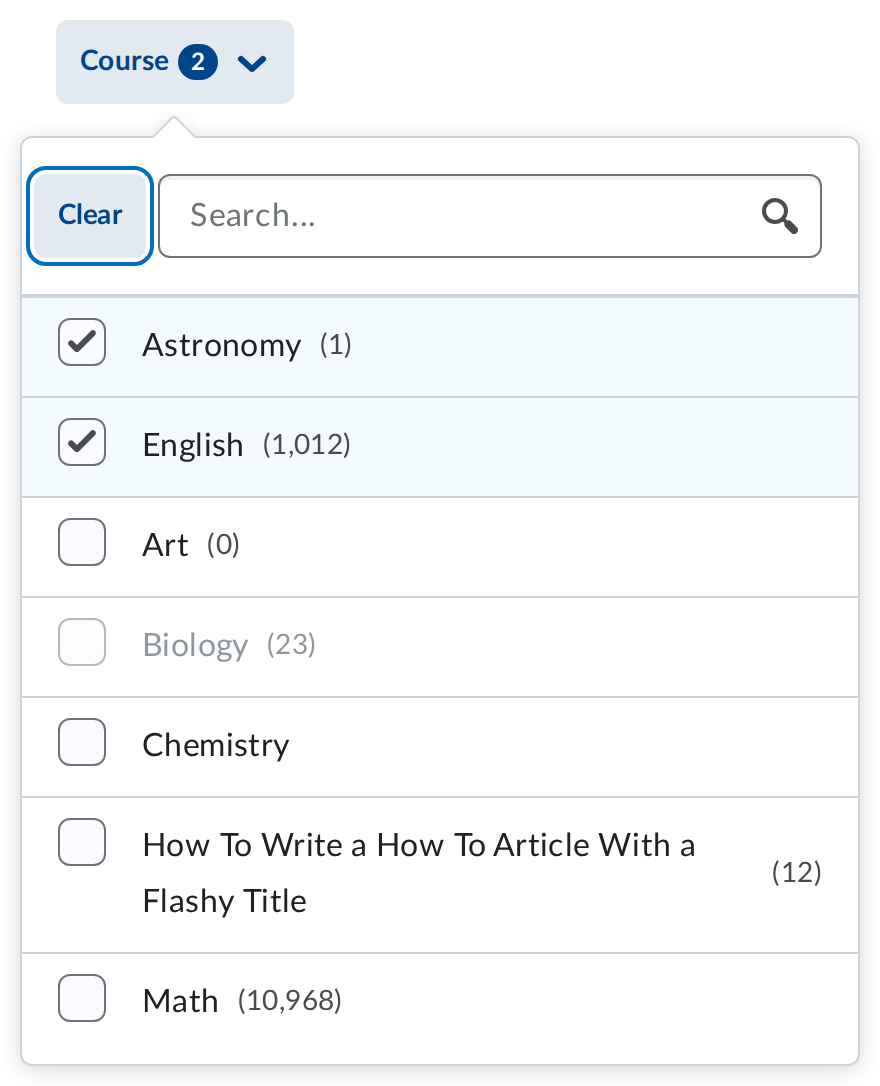 Course 2
Clear Search...
Astronomy (1)
English (1,012)
Art (0)
Biology (23)
Chemistry
How To Write a How To Article With a
Flashy Title
(12)
Math (10,968)